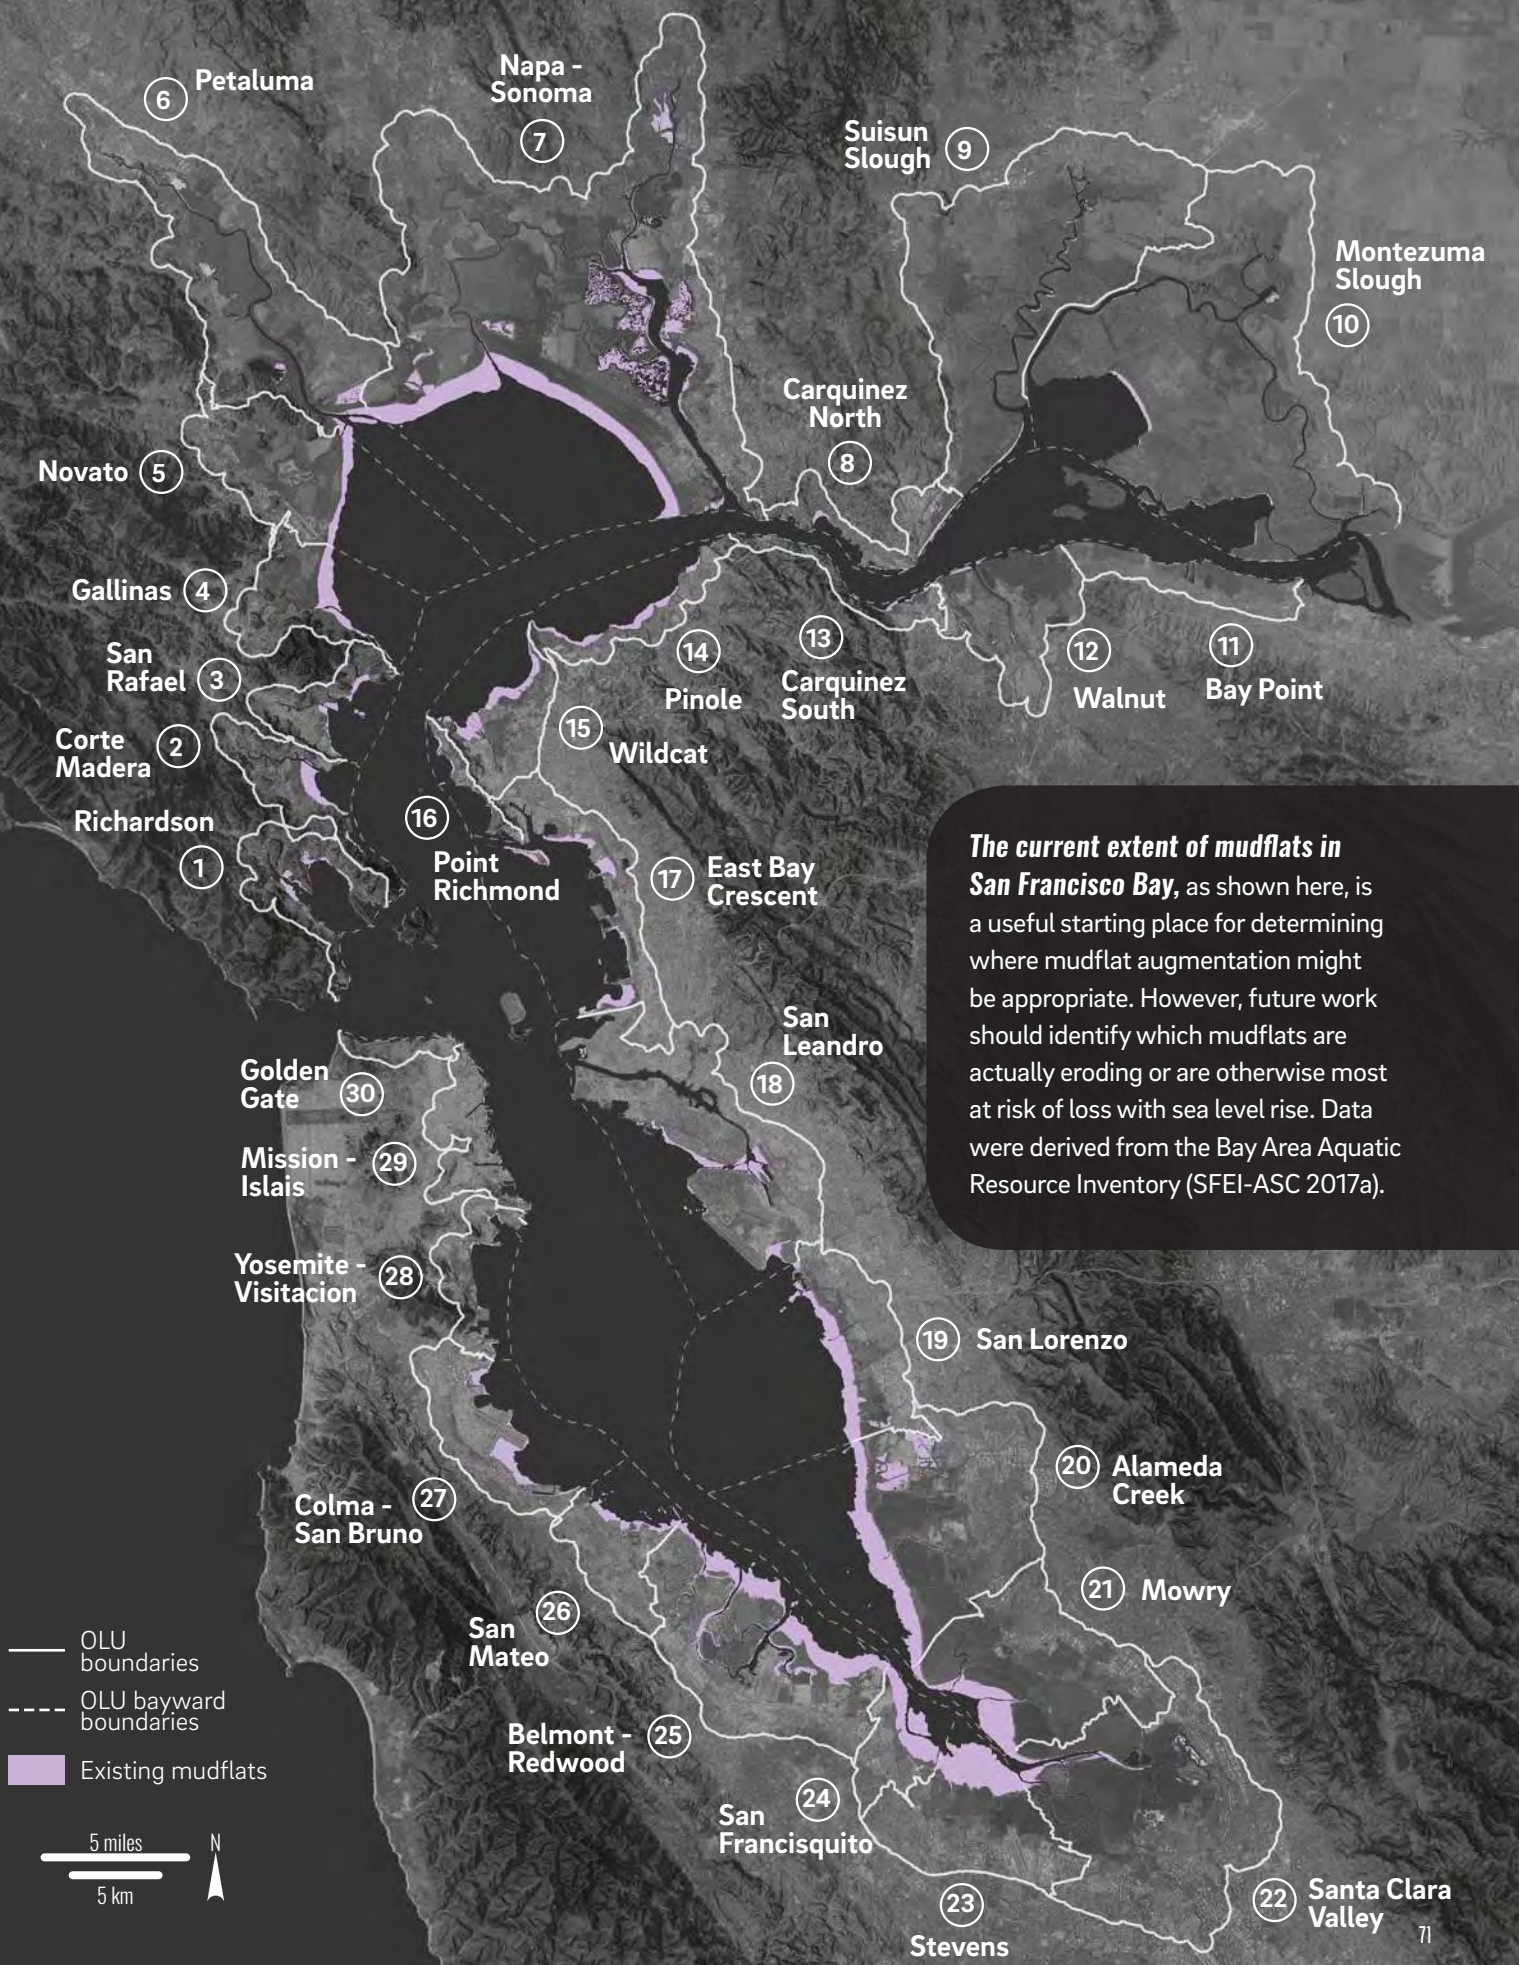 Petaluma
6
Napa -
Sonoma
7
Suisun
Slough
9
Montezuma
Slough
10
Carquinez
North
8
Novato
5
Gallinas
4
San
Rafael
3
Corte
Madera
2
Richardson
1
14
Pinole
13
Carquinez
South
12
Walnut
11
Bay Point
15
Wildcat
16
Point
Richmond
17
East Bay
Crescent
The current extent of mudflats in
San Francisco Bay, as shown here, is
a useful starting place for determining
where mudflat augmentation might
be appropriate. However, future work
should identify which mudflats are
actually eroding or are otherwise most
at risk of loss with sea level rise. Data
were derived from the Bay Area Aquatic
Resource Inventory (SFEI-ASC 2017a).
San
Leandro
18
Golden
Gate
30
Mission -
Islais
29
Yosemite -
Visitacion
28
19
San Lorenzo
20
Alameda
Creek
Colma -
San Bruno
27
21
Mowry
San
Mateo
26
Belmont -
Redwood
25
San
Francisquito
24
23
Stevens
22
Santa Clara
Valley
OLU
boundaries
OLU bayward
boundaries
Existing mudflats
5 miles
5 km
N
71